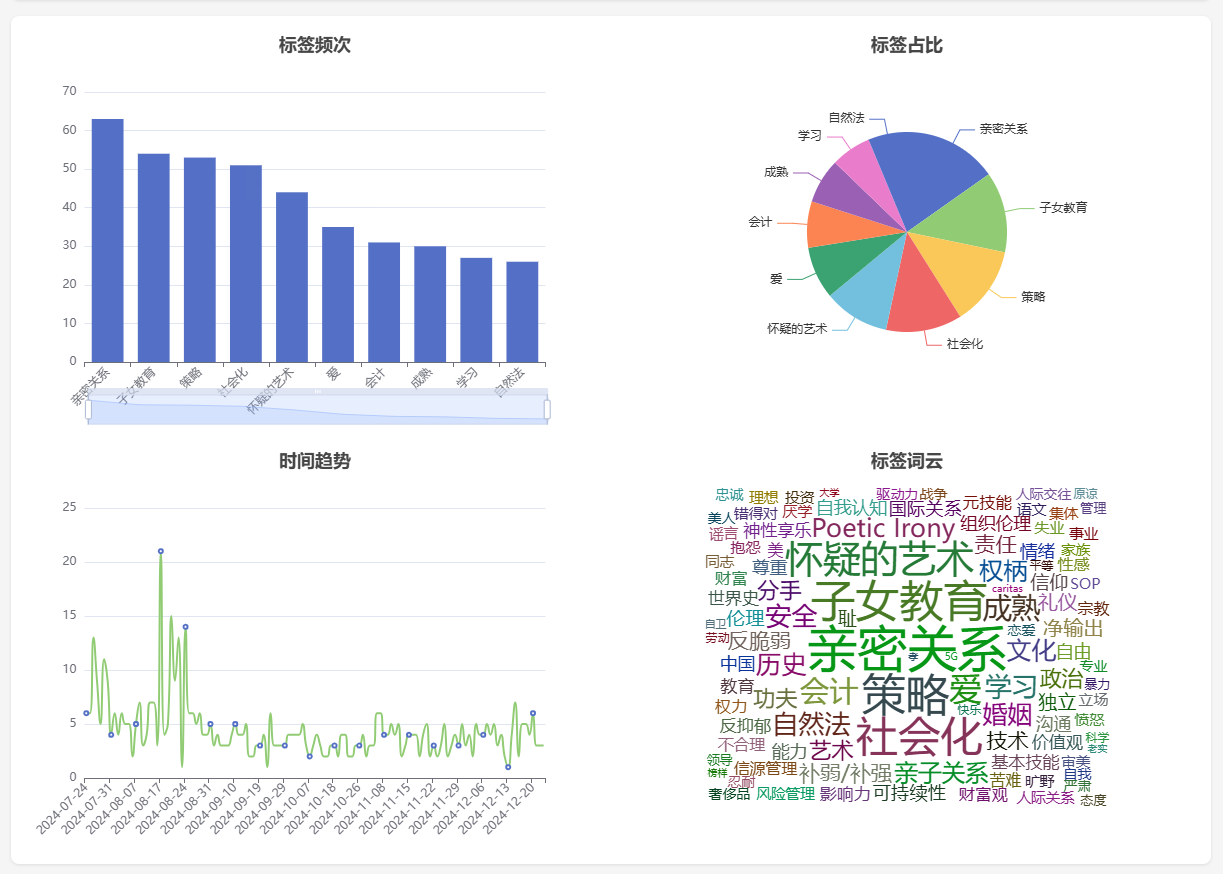 标签频次
70
60
50
40
30
20
10
0
亲密关系 子女教育 策略 社会化 怀疑的艺术 爱 会计 成熟 学习 自然法
标签占比
自然法 亲密关系
学习
成熟
子女教育
会计
爱
策略
怀疑的艺术
社会化
时间趋势
25
20
15
10
5
0
2024-07-24 2024-07-31 2024-08-07 2024-08-17 2024-08-24 2024-08-31 2024-09-10 2024-09-19 2024-09-29 2024-10-07 2024-10-18 2024-10-26 2024-11-08 2024-11-15 2024-11-22 2024-11-29 2024-12-06 2024-12-13 2024-12-20
标签词云
忠诚 理想 投资 大学 驱动力 战争 人际交往 原谅
美人 错得对 厌学 自我认知 国际关系 元技能 语文 集体 管理
谣言 神性享乐 Poetic Irony 组织伦理 失业 事业
同志 抱怨 美 怀疑的艺术 责任 情绪 家族
财富 尊重 权柄 平等 信仰 性感 SOP
世界史 分手 子女教育 caritas 成熟 礼仪 宗教
自卫 伦理 安全 耻 恋爱 净输出
劳动 反脆弱 亲密关系 孝 5G 文化 自由
中国 历史 专业
教育 功夫 会计 策略 爱 学习 政治 暴力
权力 快乐 婚姻 独立 立场
反抑郁 自然法 社会化 沟通 愤怒
不合理 能力 艺术 技术 价值观 科学 老实
领导 榜样 信源管理 补弱/补强 亲子关系 基本技能 审美
忍耐 苦难 旷野 自我 严肃
奢侈品 风险管理 影响力 可持续性 财富观 人际关系 态度